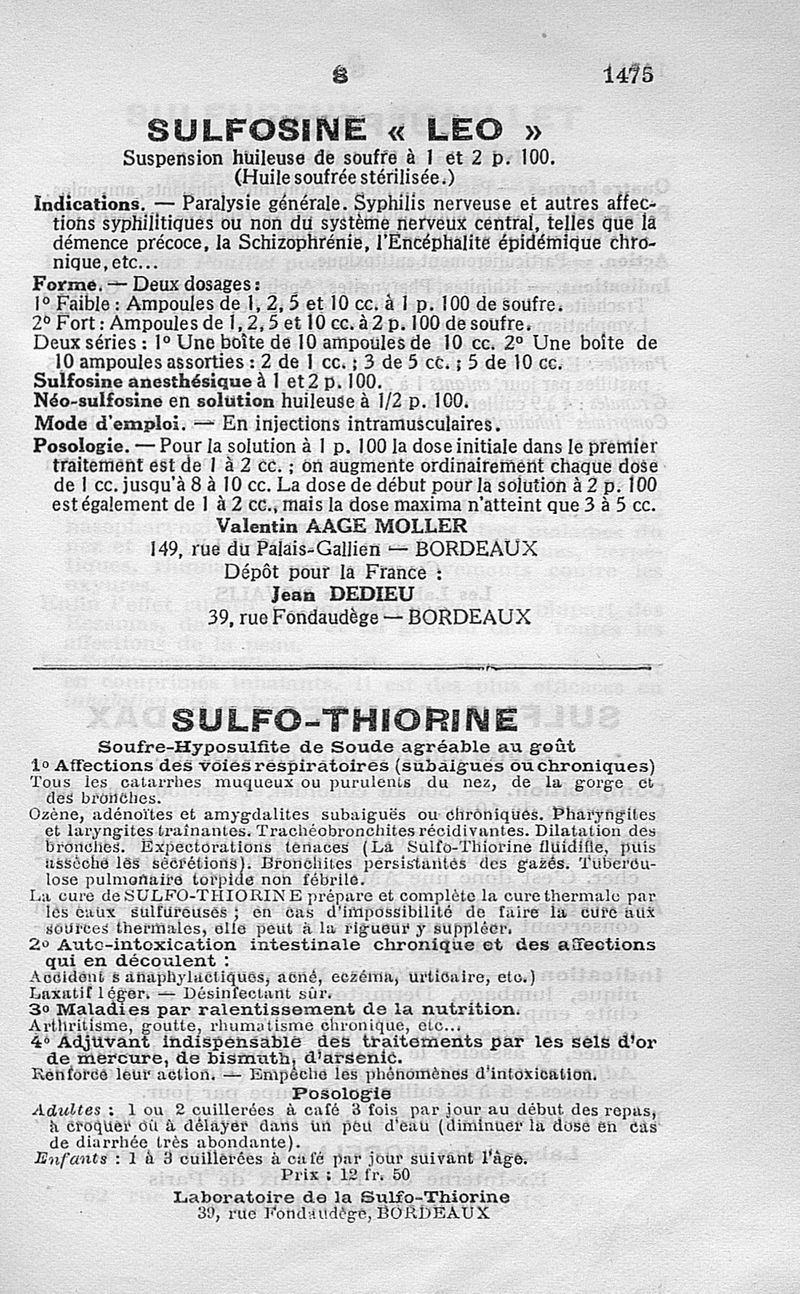 S 1475
SULFOSINE « LEO »
Suspension huileuse de soufre à 1 et 2 p. 100.
(Huile soufrée stérilisée.)
Indications. — Paralysie générale. Syphilis nerveuse et autres affec-
tions syphilitiques ou non du système nerveux central, telles que la
démence précoce, la Schizophrénie, l'Encéphalite épidémique chro-
nique, etc...
Forme. — Deux dosages :
1º Faible : Ampoules de 1, 2, 5 et 10 cc. à 1 p. 100 de soufre.
2º Fort : Ampoules de 1, 2, 5 et 10 cc. à 2 p. 100 de soufre.
Deux séries : 1º Une boîte de 10 ampoules de 10 cc. 2º Une boîte de
10 ampoules assorties : 2 de 1 cc. ; 3 de 5 cc. ; 5 de 10 cc.
Sulfosine anesthésique à 1 et 2 p. 100.
Néo-sulfosine en solution huileuse à 1/2 p. 100.
Mode d'emploi. — En injections intramusculaires.
Posologie. — Pour la solution à 1 p. 100 la dose initiale dans le premier
traitement est de 1 à 2 cc. ; on augmente ordinairement chaque dose
de 1 cc. jusqu'à 8 à 10 cc. La dose de début pour la solution à 2 p. 100
est également de 1 à 2 cc., mais la dose maxima n'atteint que 3 à 5 cc.
Valentin AAGE MOLLER
149, rue du Palais-Gallien — BORDEAUX
Dépôt pour la France :
Jean DEDIEU
39, rue Fondaudège — BORDEAUX
SULFO-THIORINE
Soufre-Hyposulfite de Soude agréable au goût
1º Affections des voies respiratoires (subaiguës ou chroniques)
Tous les catarrhes muqueux ou purulents du nez, de la gorge et
des bronches.
Ozène, adénoïtes et amygdalites subaiguës ou chroniques. Pharyngites
et laryngites traînantes. Trachéobronchites récidivantes. Dilatation des
bronches. Expectorations tenaces (La Sulfo-Thiorine fluidifie, puis
assèche les sécrétions). Bronchites persistantes des gazés. Tubercu-
lose pulmonaire torpide non fébrile.
La cure de SULFO-THIORINE prépare et complète la cure thermale par
les eaux sulfureuses ; en cas d'impossibilité de faire la cure aux
sources thermales, elle peut à la rigueur y suppléer.
2º Auto-intoxication intestinale chronique et des affections
qui en découlent :
Accident s anaphylactiques, acné, eczéma, urticaire, etc.)
Laxatif léger. — Désinfectant sûr.
3º Maladies par ralentissement de la nutrition.
Arthritisme, goutte, rhumatisme chronique, etc...
4º Adjuvant indispensable des traitements par les sels d'or
de mercure, de bismuth, d'arsenic.
Renforce leur action. — Empêche les phénomènes d'intoxication.
Posologie
Adultes : 1 ou 2 cuillerées à café 3 fois par jour au début des repas,
à croquer où à délayer dans un peu d'eau (diminuer la dose en cas
de diarrhée très abondante).
Enfants : 1 à 3 cuillerées à café par jour suivant l'âge.
Prix : 12 fr. 50
Laboratoire de la Sulfo-Thiorine
39, rue Fondaudège, BORDEAUX